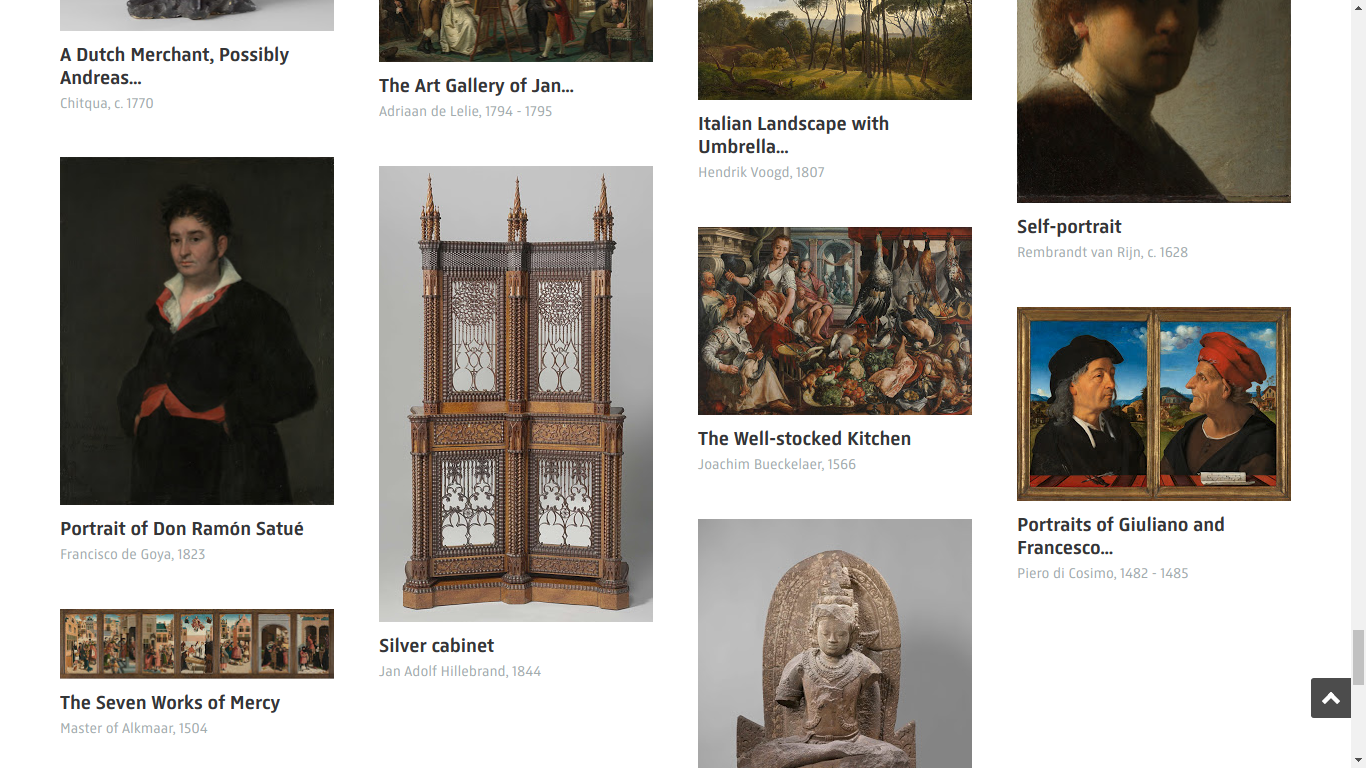 A Dutch Merchant, Possibly
Andreas...
Chitqua, c. 1770
Portrait of Don Ramón Satué
Francisco de Goya, 1823
The Seven Works of Mercy
Master of Alkmaar, 1504
The Art Gallery of Jan...
Adriaan de Lelie, 1794 - 1795
Silver cabinet
Jan Adolf Hillebrand, 1844
Italian Landscape with
Umbrella...
Hendrik Voogd, 1807
The Well-stocked Kitchen
Joachim Bueckelaer, 1566
Self-portrait
Rembrandt van Rijn, c. 1628
Portraits of Giuliano and
Francesco...
Piero di Cosimo, 1482 - 1485